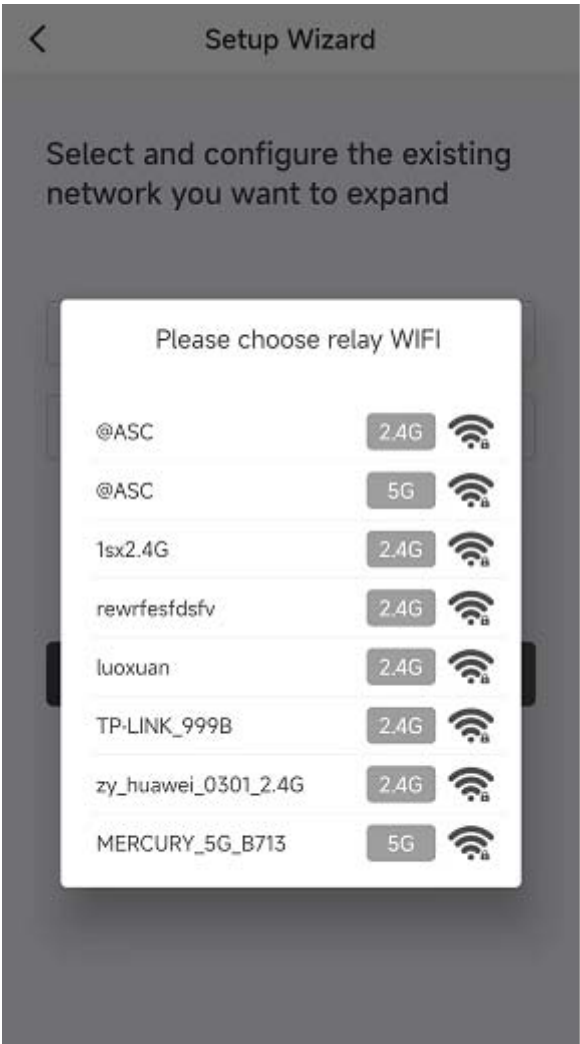 Setup Wizard
Select and configure the existing
network you want to expand
Please choose relay WIFI
@ASC 2.4G
@ASC 5G
1sx2.4G 2.4G
rewrfesfdsfv 2.4G
luoxuan 2.4G
TP-LINK_999B 2.4G
zy_huawei_0301_2.4G 2.4G
MERCURY_5G_B713 5G